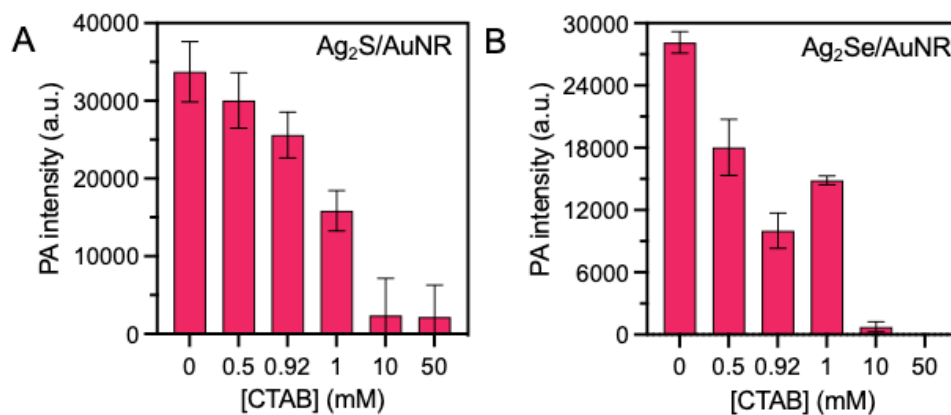 A
Ag₂S/AuNR
PA intensity (a.u.)
40000
30000
20000
10000
0
0 0.5 0.92 1 10 50
[CTAB] (mM)
B
Ag₂Se/AuNR
PA intensity (a.u.)
30000
24000
18000
12000
6000
0
0 0.5 0.92 1 10 50
[CTAB] (mM)